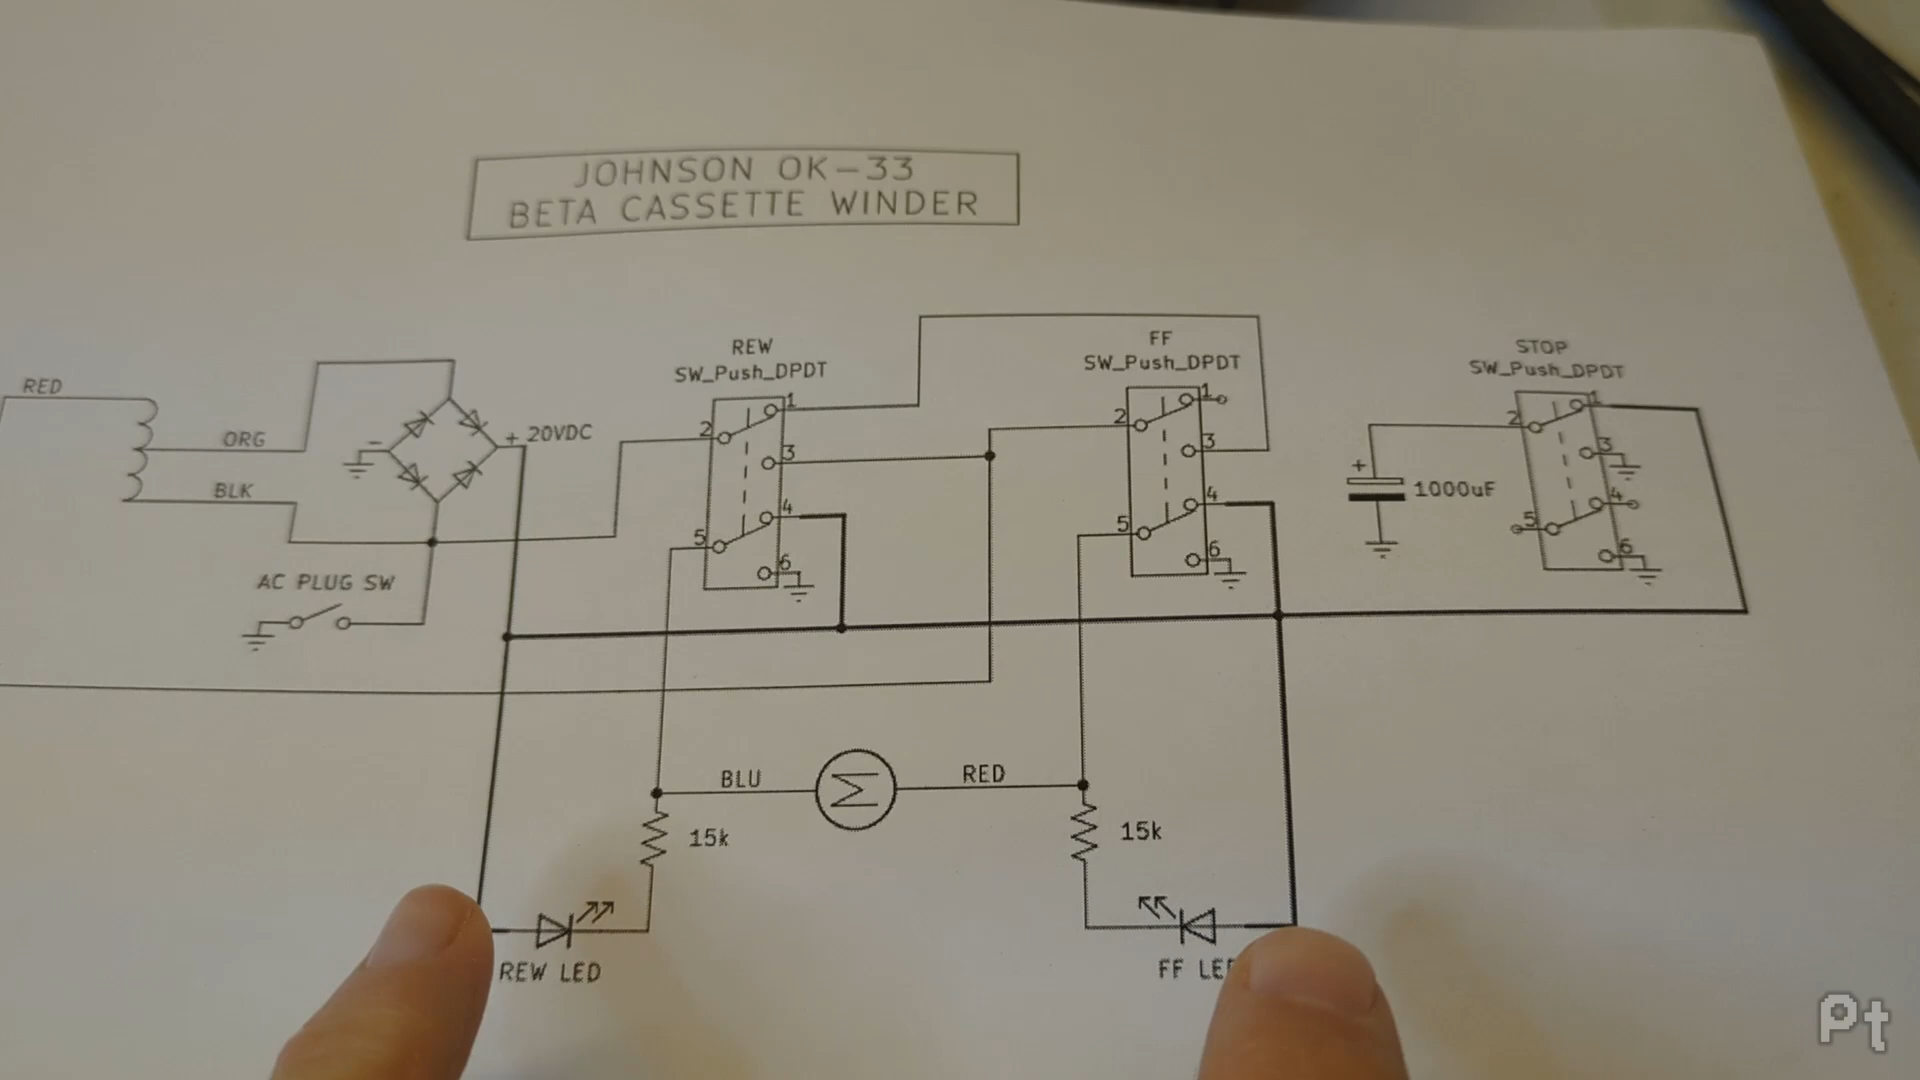 JOHNSON OK-33
BETA CASSETTE WINDER
RED
ORG
BLK
- + 20VDC
AC PLUG SW
REW
SW_Push_DPDT
1
2
3
4
5
6
FF
SW_Push_DPDT
1
2
3
4
5
6
STOP
SW_Push_DPDT
1
2
3
4
5
6
+
1000uF
BLU
RED
15k
15k
REW LED
FF LE
Pt